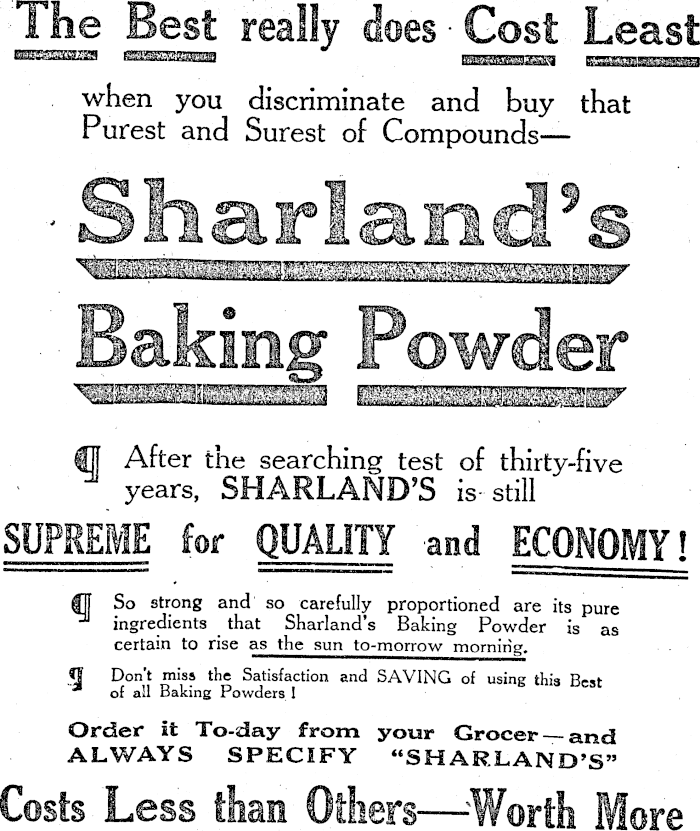 The Best really does Cost Least
when you discriminate and buy that
Purest and Surest of Compounds—
Sharland's
Baking Powder
¶ After the searching test of thirty-five
years, SHARLAND'S is still
SUPREME for QUALITY and ECONOMY!
¶ So strong and so carefully proportioned are its pure
ingredients that Sharland's Baking Powder is as
certain to rise as the sun to-morrow morning.
¶ Don't miss the Satisfaction and SAVING of using this Best
of all Baking Powders!
Order it To-day from your Grocer—and
ALWAYS SPECIFY "SHARLAND'S"
Costs Less than Others—Worth More